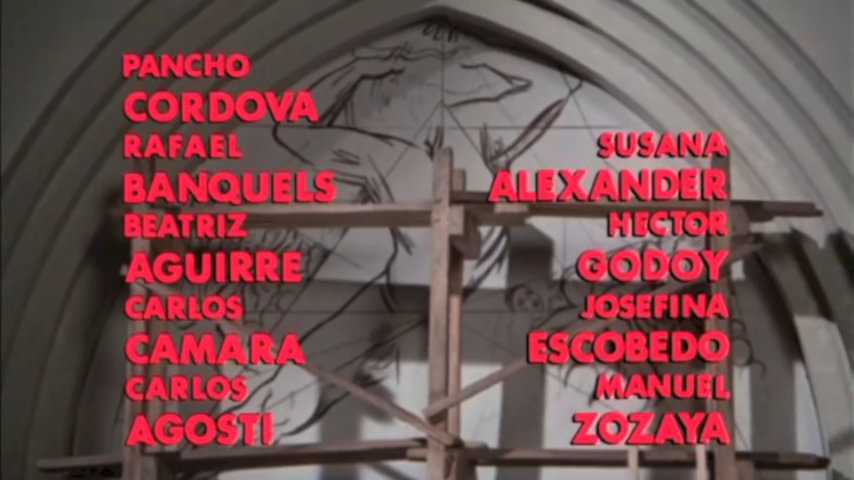 PANCHO
CORDOVA
RAFAEL
BANQUELS
BEATRIZ
AGUIRRE
CARLOS
CAMARA
CARLOS
AGOSTI
SUSANA
ALEXANDER
HECTOR
GODOY
JOSEFINA
ESCOBEDO
MANUEL
ZOZAYA